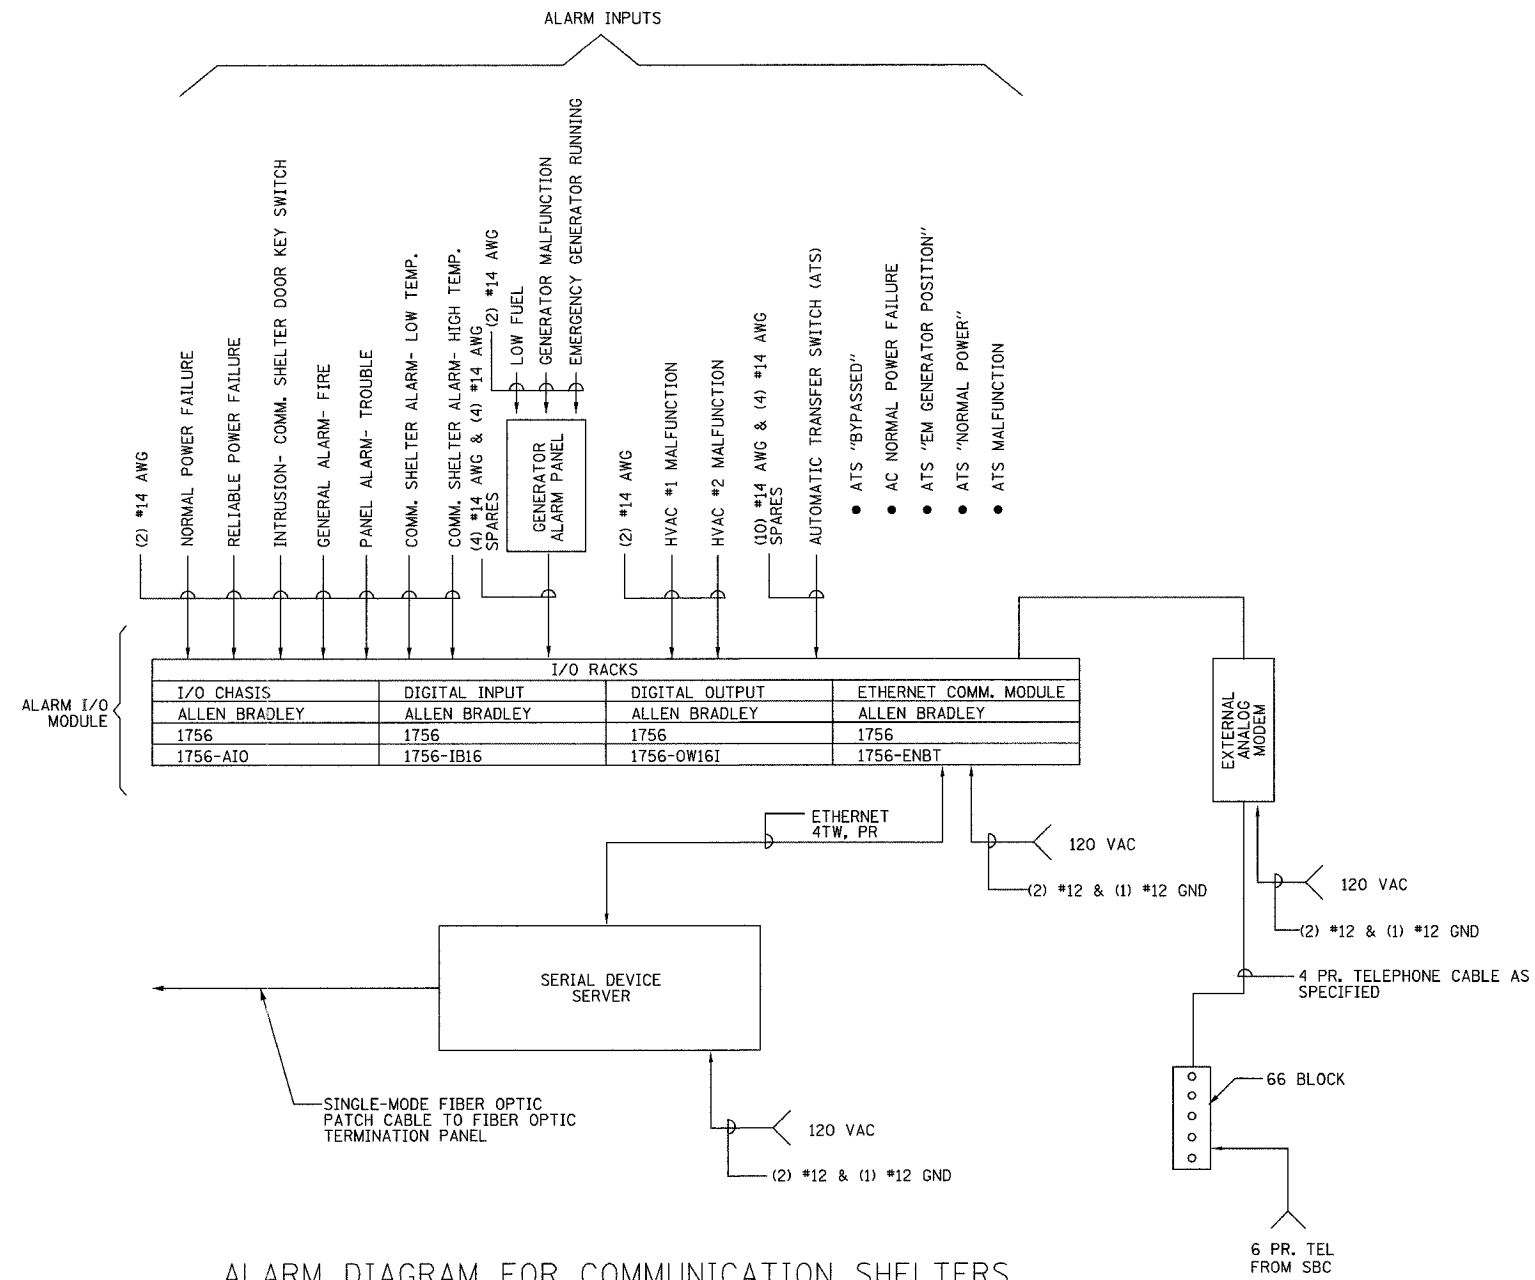 ALARM INPUTS
(2) #14 AWG
NORMAL POWER FAILURE
RELIABLE POWER FAILURE
INTRUSION- COMM. SHELTER DOOR KEY SWITCH
GENERAL ALARM- FIRE
PANEL ALARM- TROUBLE
COMM. SHELTER ALARM- LOW TEMP.
COMM. SHELTER ALARM- HIGH TEMP.
(4) #14 AWG & (4) #14 AWG
SPARES
(2) #14 AWG
LOW FUEL
GENERATOR MALFUNCTION
EMERGENCY GENERATOR RUNNING
GENERATOR
ALARM PANEL
(2) #14 AWG
HVAC #1 MALFUNCTION
HVAC #2 MALFUNCTION
(10) #14 AWG & (4) #14 AWG
SPARES
AUTOMATIC TRANSFER SWITCH (ATS)
● ATS "BYPASSED"
● AC NORMAL POWER FAILURE
● ATS "EM GENERATOR POSITION"
● ATS "NORMAL POWER"
● ATS MALFUNCTION
ALARM I/O
MODULE
I/O RACKS
I/O CHASIS DIGITAL INPUT DIGITAL OUTPUT ETHERNET COMM. MODULE
ALLEN BRADLEY ALLEN BRADLEY ALLEN BRADLEY ALLEN BRADLEY
1756 1756 1756 1756
1756-A10 1756-IB16 1756-OW16I 1756-ENBT
EXTERNAL
ANALOG
MODEM
ETHERNET
4TW, PR
120 VAC
(2) #12 & (1) #12 GND
120 VAC
(2) #12 & (1) #12 GND
4 PR. TELEPHONE CABLE AS
SPECIFIED
SERIAL DEVICE
SERVER
66 BLOCK
SINGLE-MODE FIBER OPTIC
PATCH CABLE TO FIBER OPTIC
TERMINATION PANEL
120 VAC
(2) #12 & (1) #12 GND
6 PR. TEL
FROM SBC
ALARM DIAGRAM FOR COMMUNICATION SHELTERS